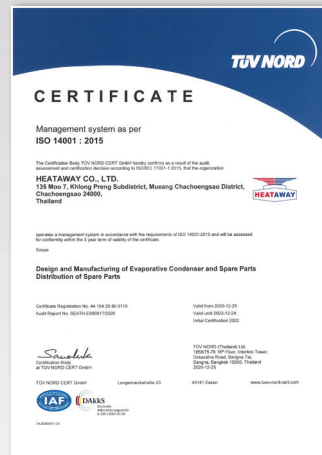 TÜV NORD
CERTIFICATE
Management system as per
ISO 14001 : 2015
The Certification Body TÜV NORD CERT GmbH hereby confirms as a result of the audit,
assessment and certification decision according to ISO/IEC 17021-1:2015, that the organization
HEATAWAY CO., LTD.
135 Moo 7, Khlong Preng Subdistrict, Mueang Chachoengsao District,
Chachoengsao 24000,
Thailand
HEATAWAY
operates a management system in accordance with the requirements of ISO 14001:2015 and will be assessed
for conformity within the 3 year term of validity of the certificate.
Scope
Design and Manufacturing of Evaporative Condenser and Spare Parts
Distribution of Spare Parts
Certificate Registration No. 44 104 20 80 0110
Audit Report No.
Valid from 2020-12-25
Valid until 2023-12-24
Initial Certification 2020
Certification Body
at TÜV NORD CERT GmbH
TÜV NORD (Thailand) Ltd.
1858/75-76 16th Floor, Interlink Tower,
Debaratna Road, Bangna Tai,
Bangna, Bangkok 10260, Thailand
2020-12-25
TÜV NORD CERT GmbH
Langemarckstraße 20
45141 Essen
www.tuev-nord-cert.com
IAF
DAkkS
Deutsche
Akkreditierungsstelle